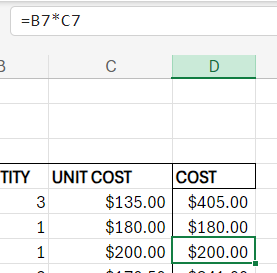 =B7*C7
B C D
TITY UNIT COST COST
3 $135.00 $405.00
1 $180.00 $180.00
1 $200.00 $200.00